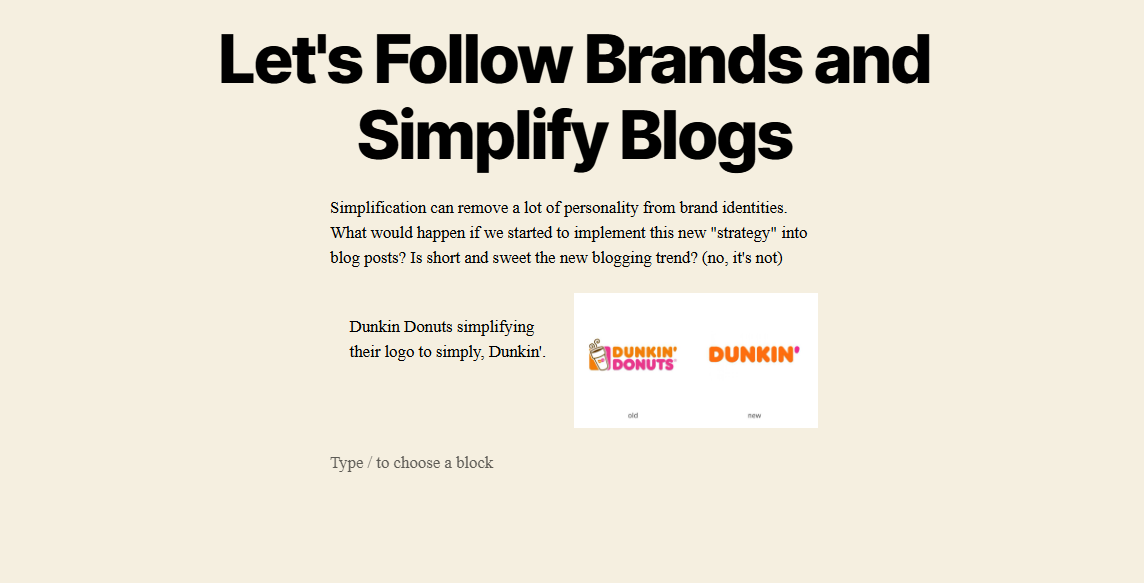 Let's Follow Brands and
Simplify Blogs
Simplification can remove a lot of personality from brand identities.
What would happen if we started to implement this new "strategy" into
blog posts? Is short and sweet the new blogging trend? (no, it's not)
Dunkin Donuts simplifying
their logo to simply, Dunkin'.
DUNKIN'
DONUTS
DUNKIN'
old
new
Type / to choose a block